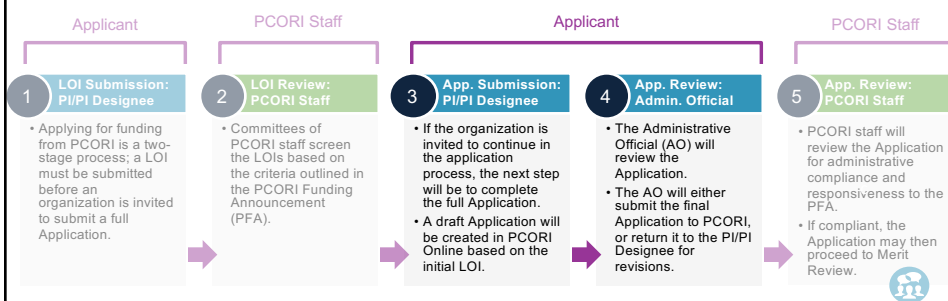 Applicant
PCORI Staff
Applicant
PCORI Staff
1
LOI Submission:
PI/PI Designee
• Applying for funding
from PCORI is a two-
stage process; a LOI
must be submitted
before an
organization is invited
to submit a full
Application.
2
LOI Review:
PCORI Staff
• Committees of
PCORI staff screen
the LOIs based on
the criteria outlined in
the PCORI Funding
Announcement
(PFA).
3
App. Submission:
PI/PI Designee
• If the organization is
invited to continue in
the application
process, the next step
will be to complete
the full Application.
• A draft Application will
be created in PCORI
Online based on the
initial LOI.
4
App. Review:
Admin. Official
• The Administrative
Official (AO) will
review the
Application.
• The AO will either
submit the final
Application to PCORI,
or return it to the PI/PI
Designee for
revisions.
5
App. Review:
PCORI Staff
• PCORI staff will
review the Application
for administrative
compliance and
responsiveness to the
PFA.
• If compliant, the
Application may then
proceed to Merit
Review.